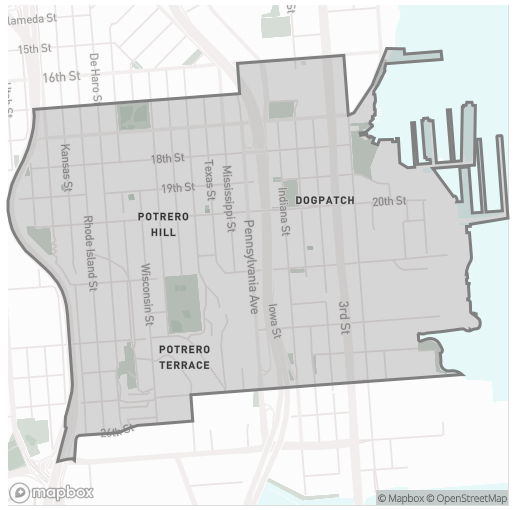 Alameda St
15th St
De Haro St
16th St
Kansas St
18th St
Texas St
Mississippi St
19th St
Indiana St
DOGPATCH
20th St
POTRERO
HILL
Rhode Island St
Pennsylvania Ave
Wisconsin St
Iowa St
3rd St
POTRERO
TERRACE
26th St
mapbox
© Mapbox © OpenStreetMap